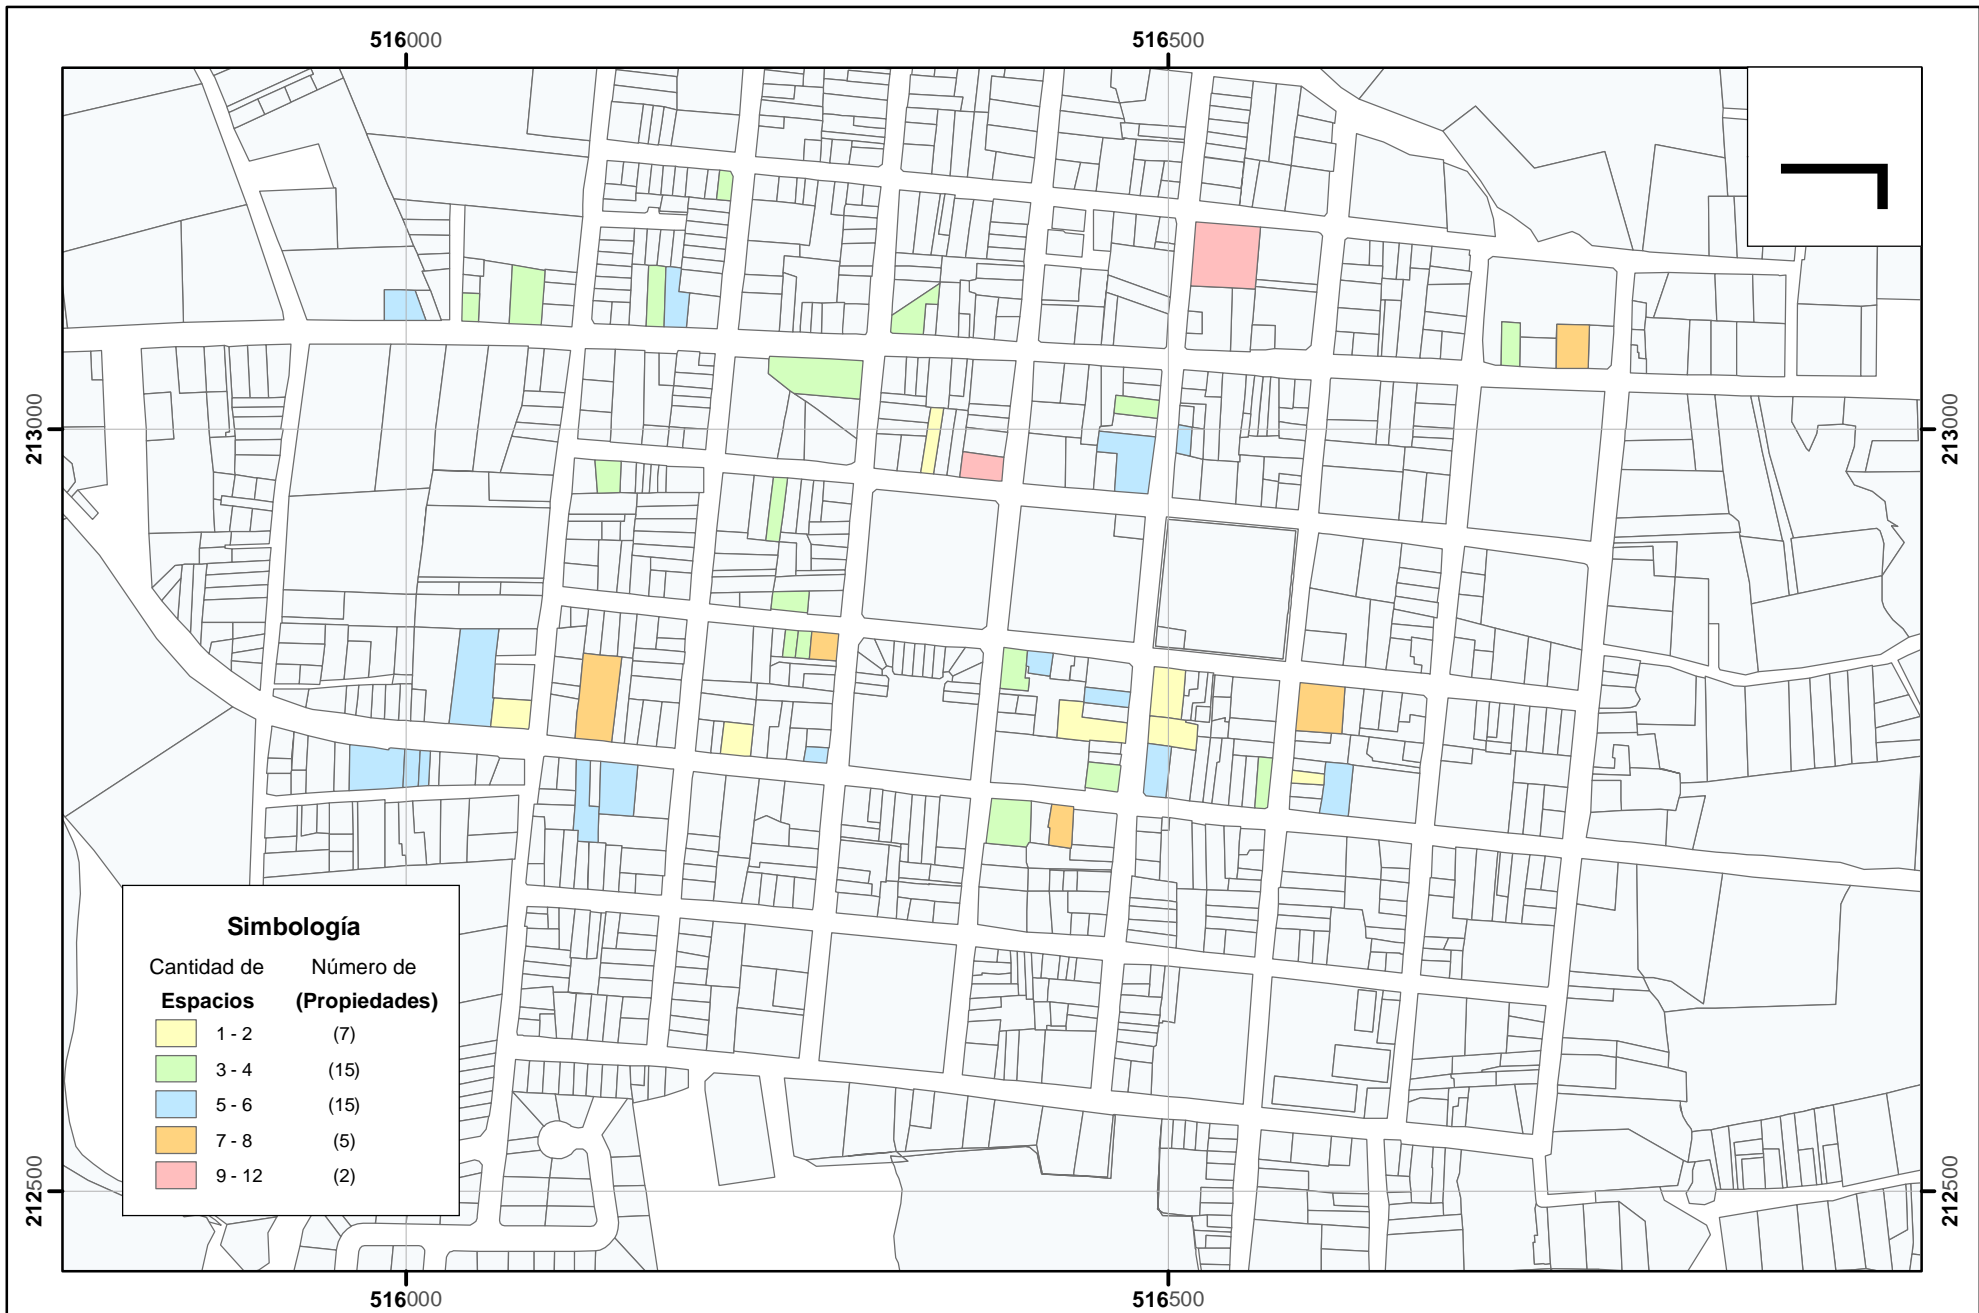 516000 516500
213000 213000
212500 212500
Simbología
Cantidad de Número de
Espacios (Propiedades)
1 - 2 (7)
3 - 4 (15)
5 - 6 (15)
7 - 8 (5)
9 - 12 (2)
516000 516500